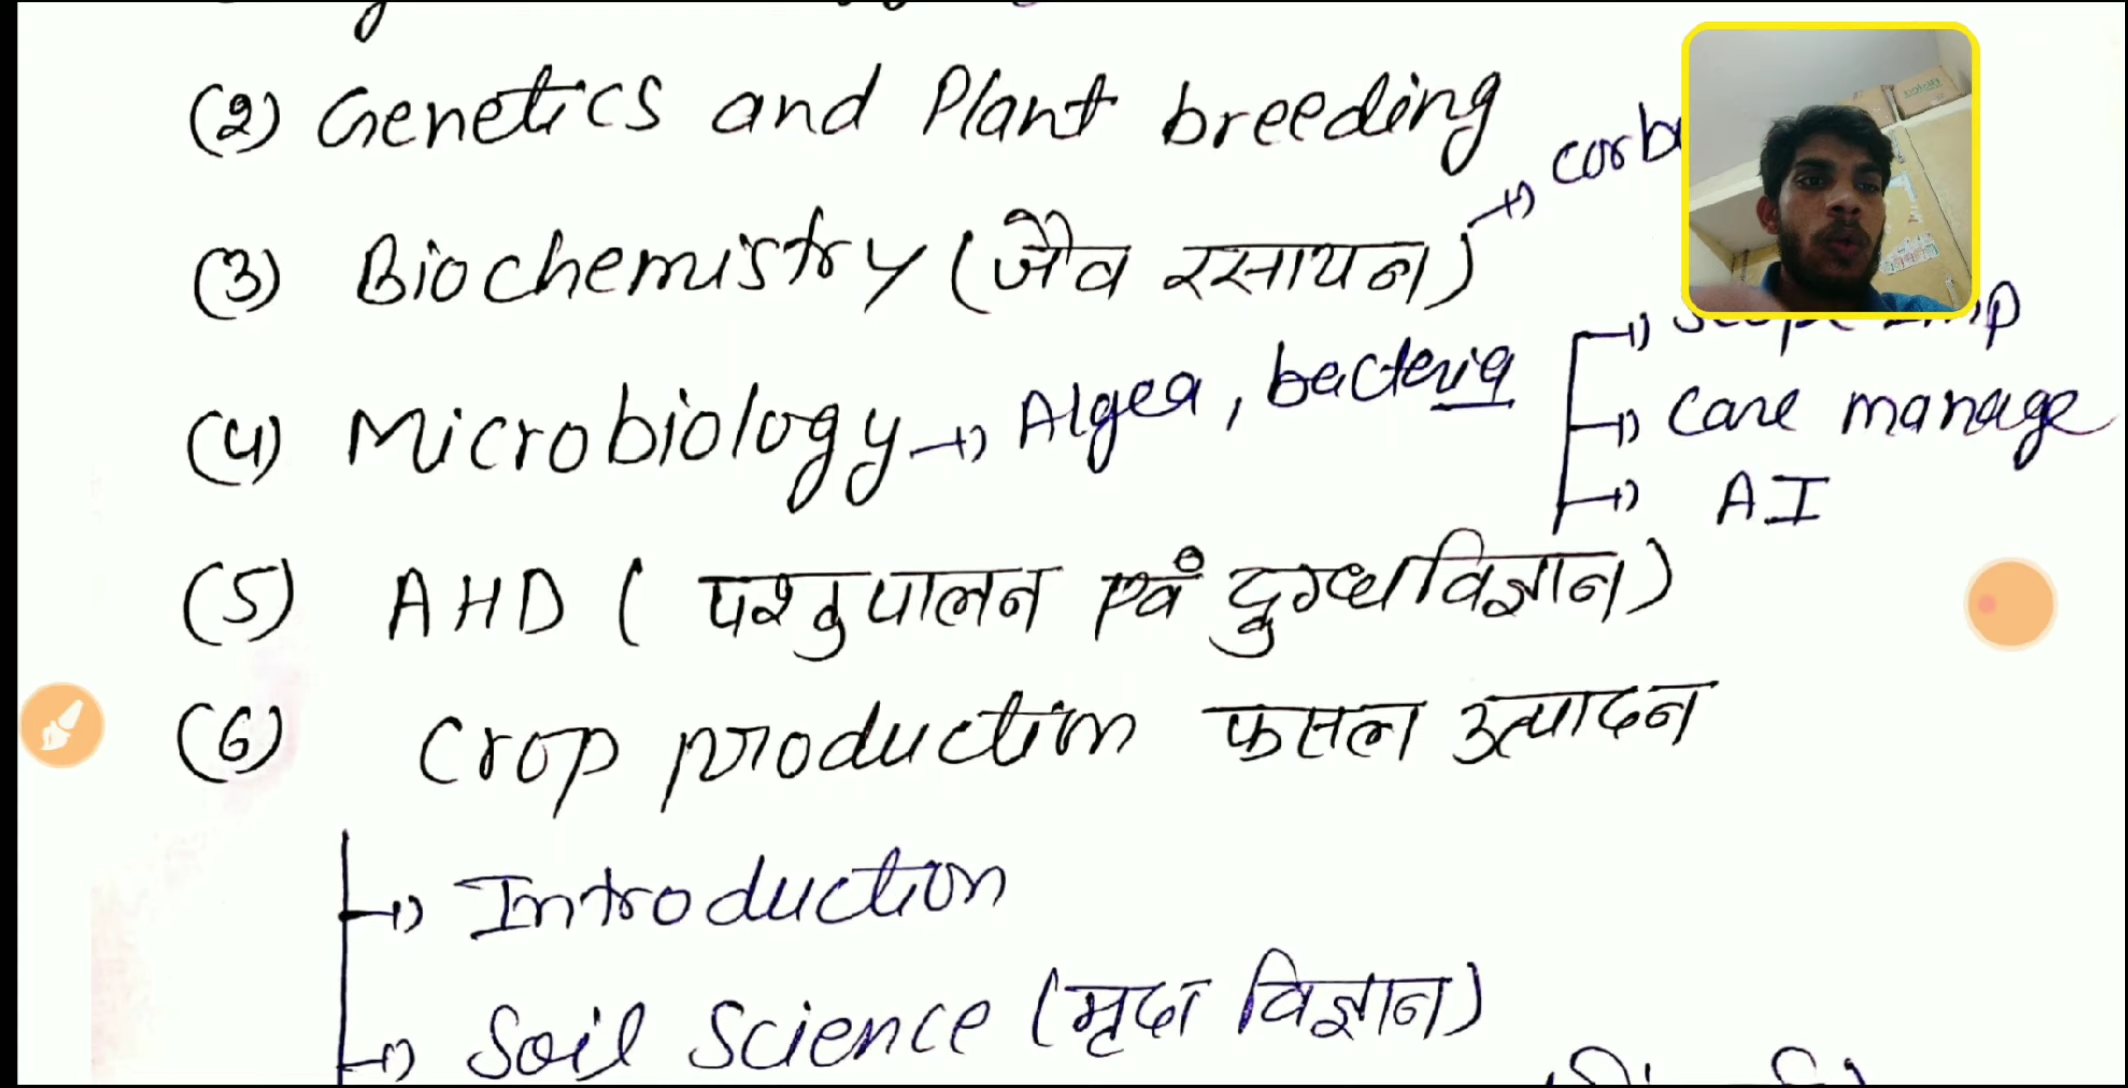 (2) Genetics and Plant breeding
(3) Biochemistry (जैव रसायन) →
(4) Microbiology → Algea, bacteria
→ Care manage
→ AI
(5) AHD ( पशुपालन एवं दुग्धविज्ञान)
(6) Crop production फसल उत्पादन
→ Introduction
→ Soil Science (मृदा विज्ञान)